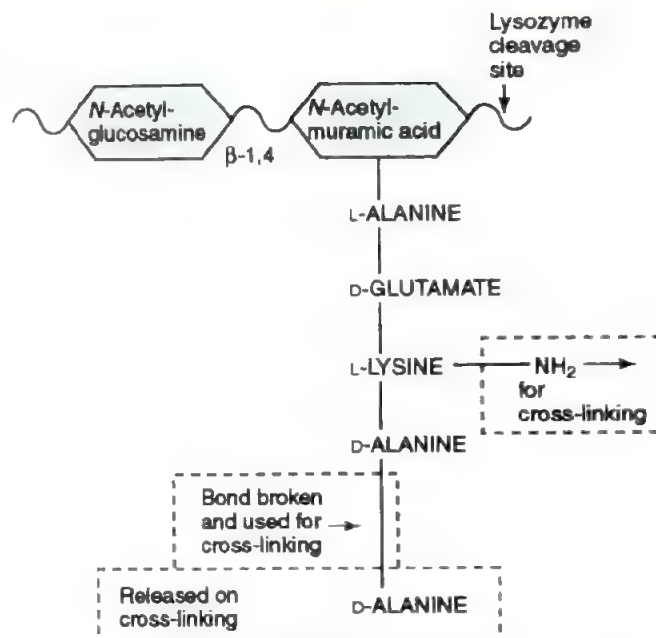 Lysozyme
cleavage
site
N-Acetyl-
glucosamine
β-1,4
N-Acetyl-
muramic acid
L-ALANINE
D-GLUTAMATE
L-LYSINE
NH₂
for
cross-linking
D-ALANINE
Bond broken
and used for
cross-linking
Released on
cross-linking
D-ALANINE